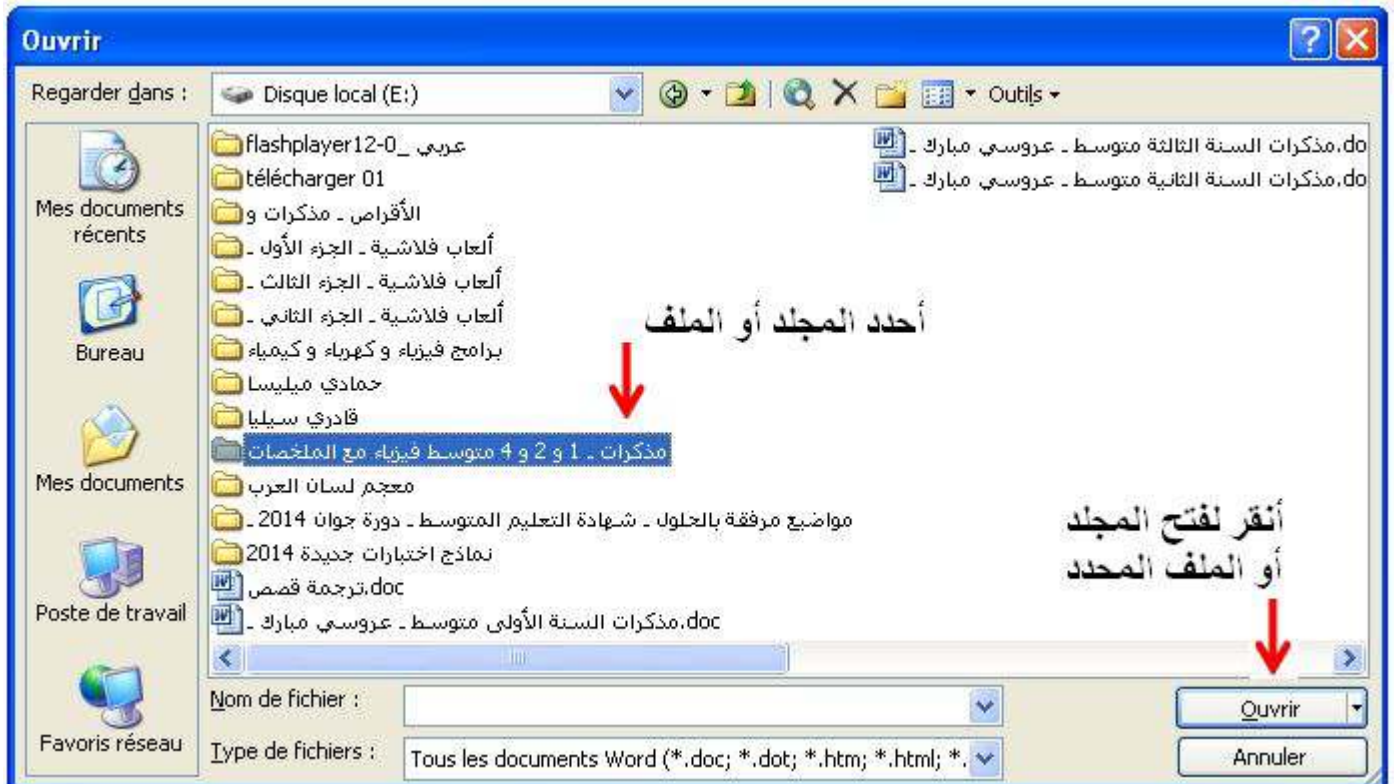 Ouvrir
Regarder dans :
Disque local (E:)
Outils
Mes documents récents
Bureau
Mes documents
Poste de travail
Favoris réseau
flashplayer12-0_ عربي
télécharger 01
الأقراص ـ مذكرات و
ألعاب فلاشية ـ الجزء الأول ـ
ألعاب فلاشية ـ الجزء الثالث ـ
ألعاب فلاشية ـ الجزء الثاني ـ
برامج فيزياء و كهرباء و كيمياء
حمادي ميليسا
قادري سيليا
مذكرات ـ 1 و 2 و 4 متوسط فيزياء مع الملخصات
معجم لسان العرب
مواضيع مرفقة بالحلول ـ شهادة التعليم المتوسط ـ دورة جوان 2014 ـ
نماذج اختبارات جديدة 2014
ترجمة قصص.doc
مذكرات السنة الأولى متوسط ـ عروسي مبارك ـ.doc
مذكرات السنة الثالثة متوسط ـ عروسي مبارك ـ.do
مذكرات السنة الثانية متوسط ـ عروسي مبارك ـ.do
أحدد المجلد أو الملف
أنقر لفتح المجلد
أو الملف المحدد
Nom de fichier :
Ouvrir
Type de fichiers :
Tous les documents Word (*.doc; *.dot; *.htm; *.html; *.
Annuler